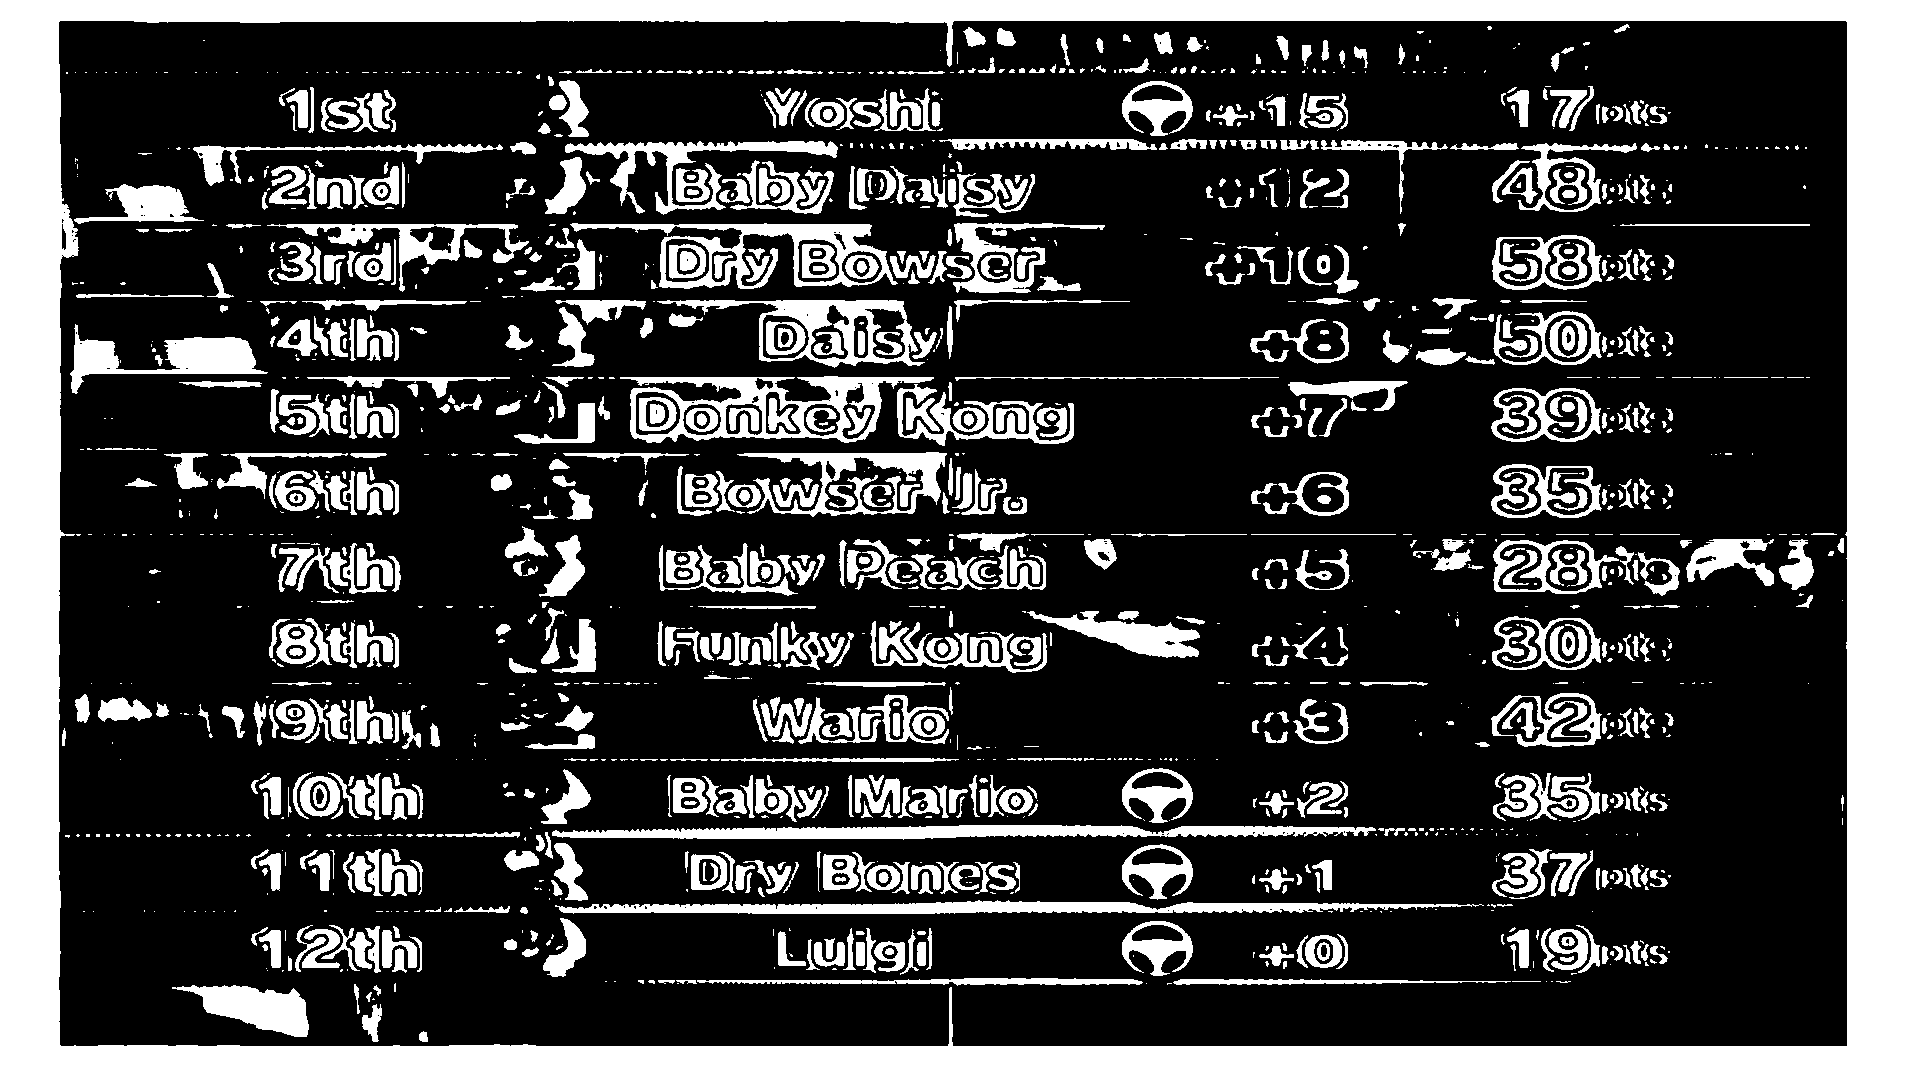 1st Yoshi +15 17pts
2nd Baby Daisy +12 48pts
3rd Dry Bowser +10 58pts
4th Daisy +8 50pts
5th Donkey Kong +7 39pts
6th Bowser Jr. +6 35pts
7th Baby Peach +5 28pts
8th Funky Kong +4 30pts
9th Wario +3 42pts
10th Baby Mario +2 35pts
11th Dry Bones +1 37pts
12th Luigi +0 19pts